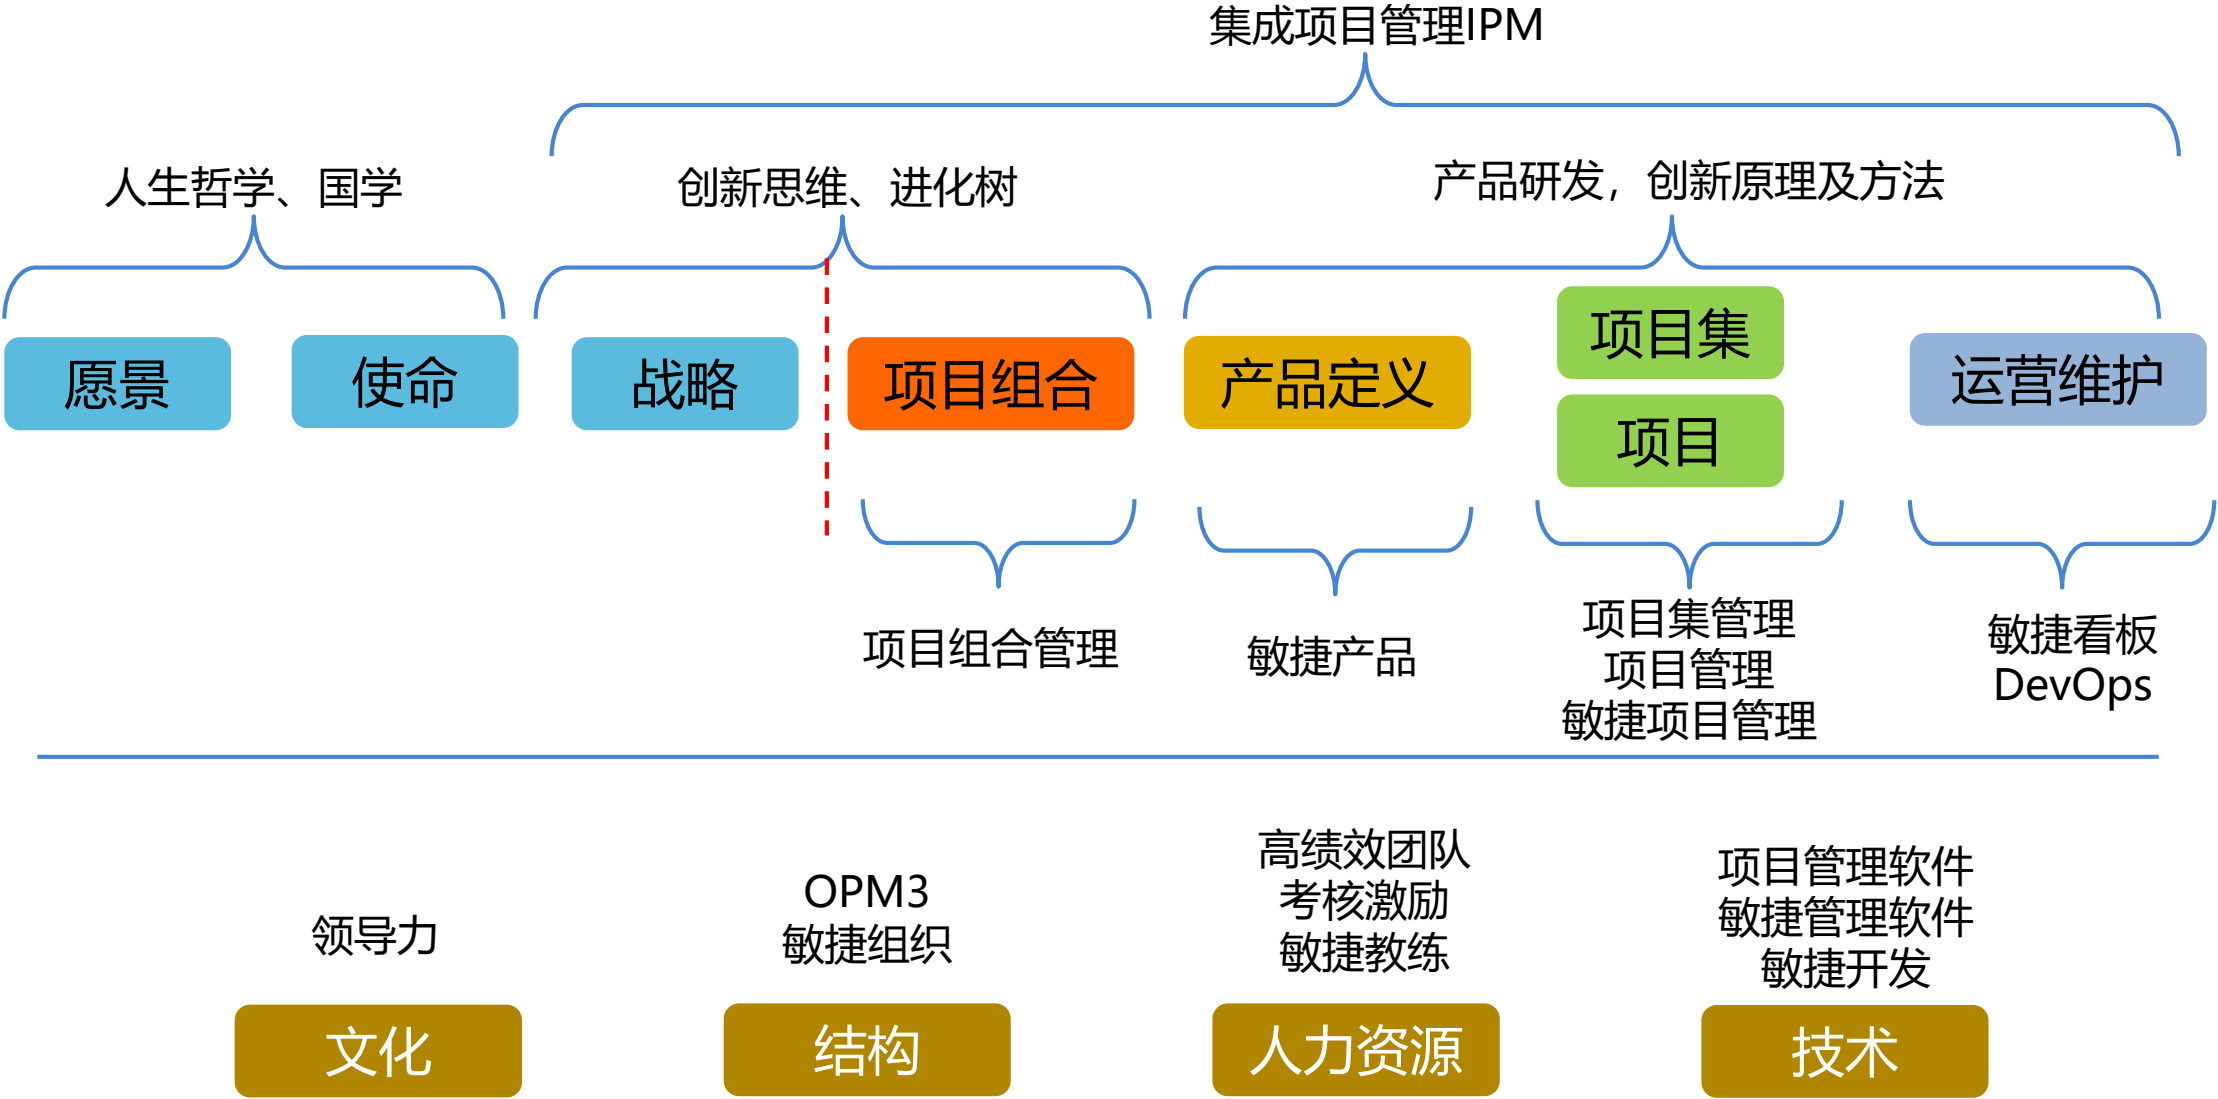 集成项目管理IPM
人生哲学、国学
创新思维、进化树
产品研发，创新原理及方法
愿景
使命
战略
项目组合
产品定义
项目集
项目
运营维护
项目组合管理
敏捷产品
项目集管理
项目管理
敏捷项目管理
敏捷看板
DevOps
领导力
OPM3
敏捷组织
高绩效团队
考核激励
敏捷教练
项目管理软件
敏捷管理软件
敏捷开发
文化
结构
人力资源
技术